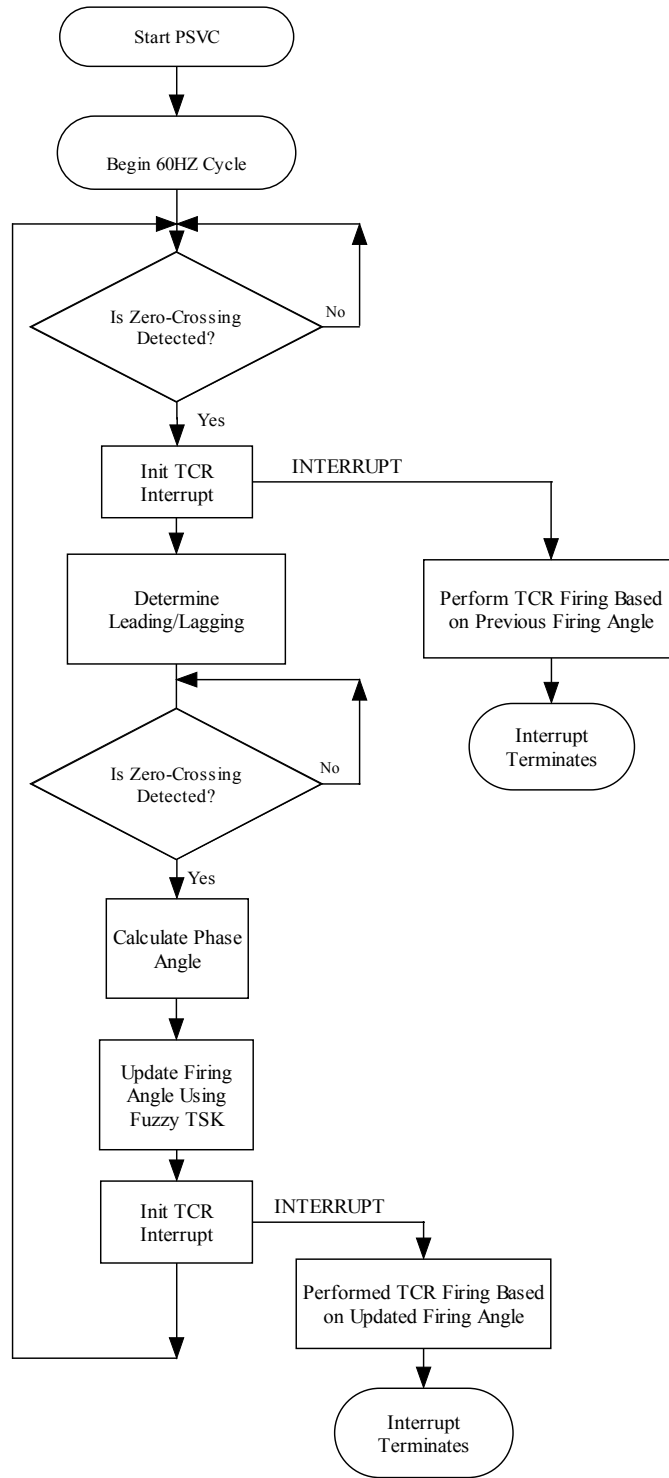 Start PSVC
Begin 60HZ Cycle
Is Zero-Crossing
Detected?
No
Yes
Init TCR
Interrupt
INTERRUPT
Determine
Leading/Lagging
Perform TCR Firing Based
on Previous Firing Angle
Interrupt
Terminates
Is Zero-Crossing
Detected?
No
Yes
Calculate Phase
Angle
Update Firing
Angle Using
Fuzzy TSK
Init TCR
Interrupt
INTERRUPT
Performed TCR Firing Based
on Updated Firing Angle
Interrupt
Terminates